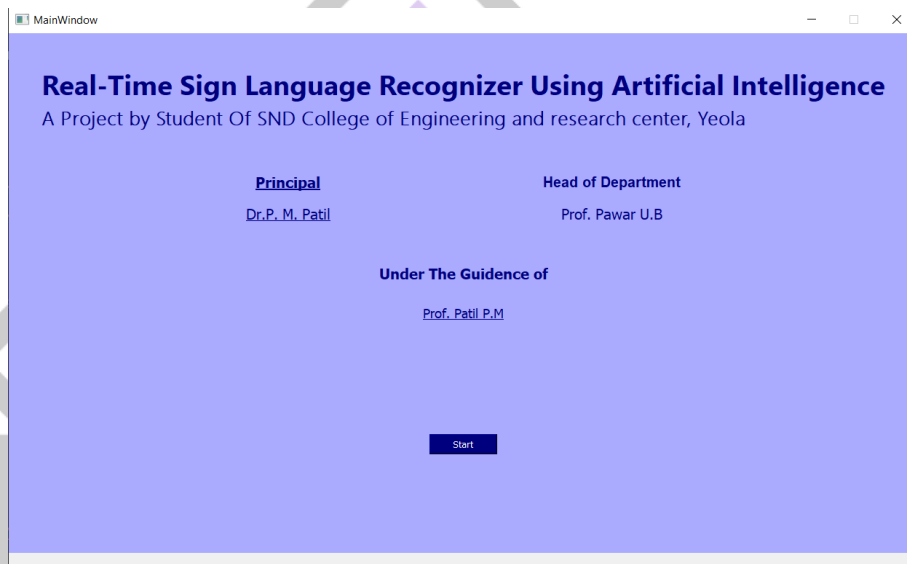 MainWindow
Real-Time Sign Language Recognizer Using Artificial Intelligence
A Project by Student Of SND College of Engineering and research center, Yeola
Principal Head of Department
Dr.P. M. Patil Prof. Pawar U.B
Under The Guidence of
Prof. Patil P.M
Start